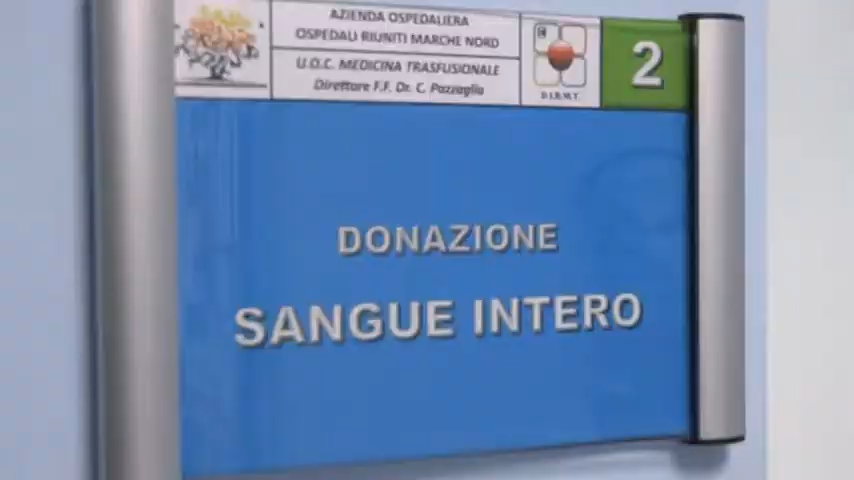 AZIENDA OSPEDALIERA
OSPEDALI RIUNITI MARCHE NORD
U.O.C. MEDICINA TRASFUSIONALE
Direttore F.F. Dr. C. Pazzaglia
D.I.R.M.T.
2
DONAZIONE
SANGUE INTERO